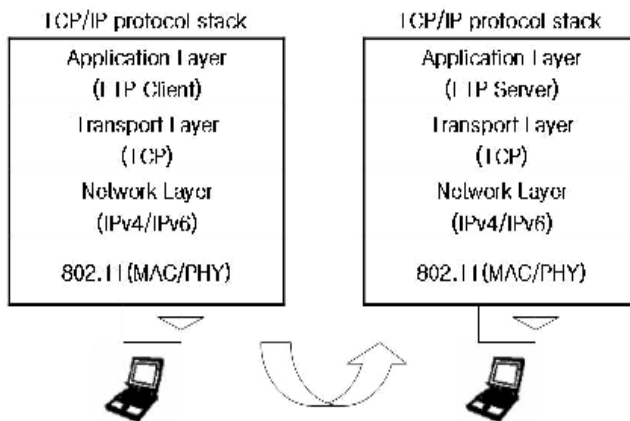 TCP/IP protocol stack
Application Layer
(FTP Client)
Transport Layer
(TCP)
Network Layer
(IPv4/IPv6)
802.11(MAC/PHY)
TCP/IP protocol stack
Application Layer
(FTP Server)
Transport Layer
(TCP)
Network Layer
(IPv4/IPv6)
802.11(MAC/PHY)